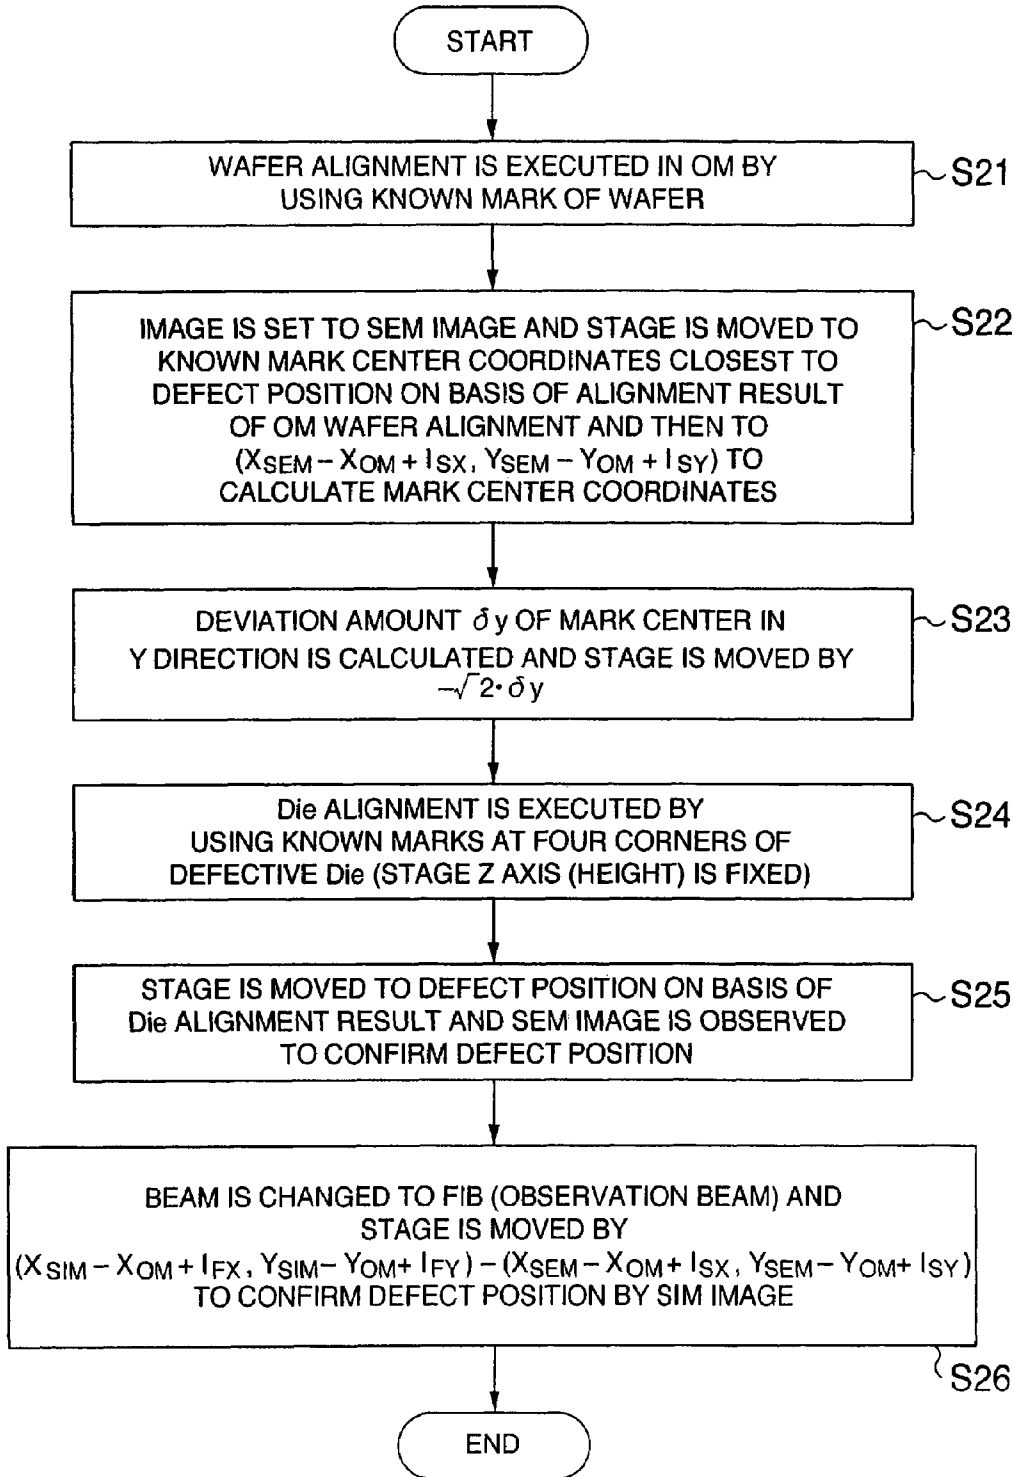 START
WAFER ALIGNMENT IS EXECUTED IN OM BY
USING KNOWN MARK OF WAFER
S21
IMAGE IS SET TO SEM IMAGE AND STAGE IS MOVED TO
KNOWN MARK CENTER COORDINATES CLOSEST TO
DEFECT POSITION ON BASIS OF ALIGNMENT RESULT
OF OM WAFER ALIGNMENT AND THEN TO
(XSEM – XOM + ISX, YSEM – YOM + ISY) TO
CALCULATE MARK CENTER COORDINATES
S22
DEVIATION AMOUNT δy OF MARK CENTER IN
Y DIRECTION IS CALCULATED AND STAGE IS MOVED BY
–√2·δy
S23
Die ALIGNMENT IS EXECUTED BY
USING KNOWN MARKS AT FOUR CORNERS OF
DEFECTIVE Die (STAGE Z AXIS (HEIGHT) IS FIXED)
S24
STAGE IS MOVED TO DEFECT POSITION ON BASIS OF
Die ALIGNMENT RESULT AND SEM IMAGE IS OBSERVED
TO CONFIRM DEFECT POSITION
S25
BEAM IS CHANGED TO FIB (OBSERVATION BEAM) AND
STAGE IS MOVED BY
(XSIM – XOM + IFX, YSIM – YOM + IFY) – (XSEM – XOM + ISX, YSEM – YOM + ISY)
TO CONFIRM DEFECT POSITION BY SIM IMAGE
S26
END